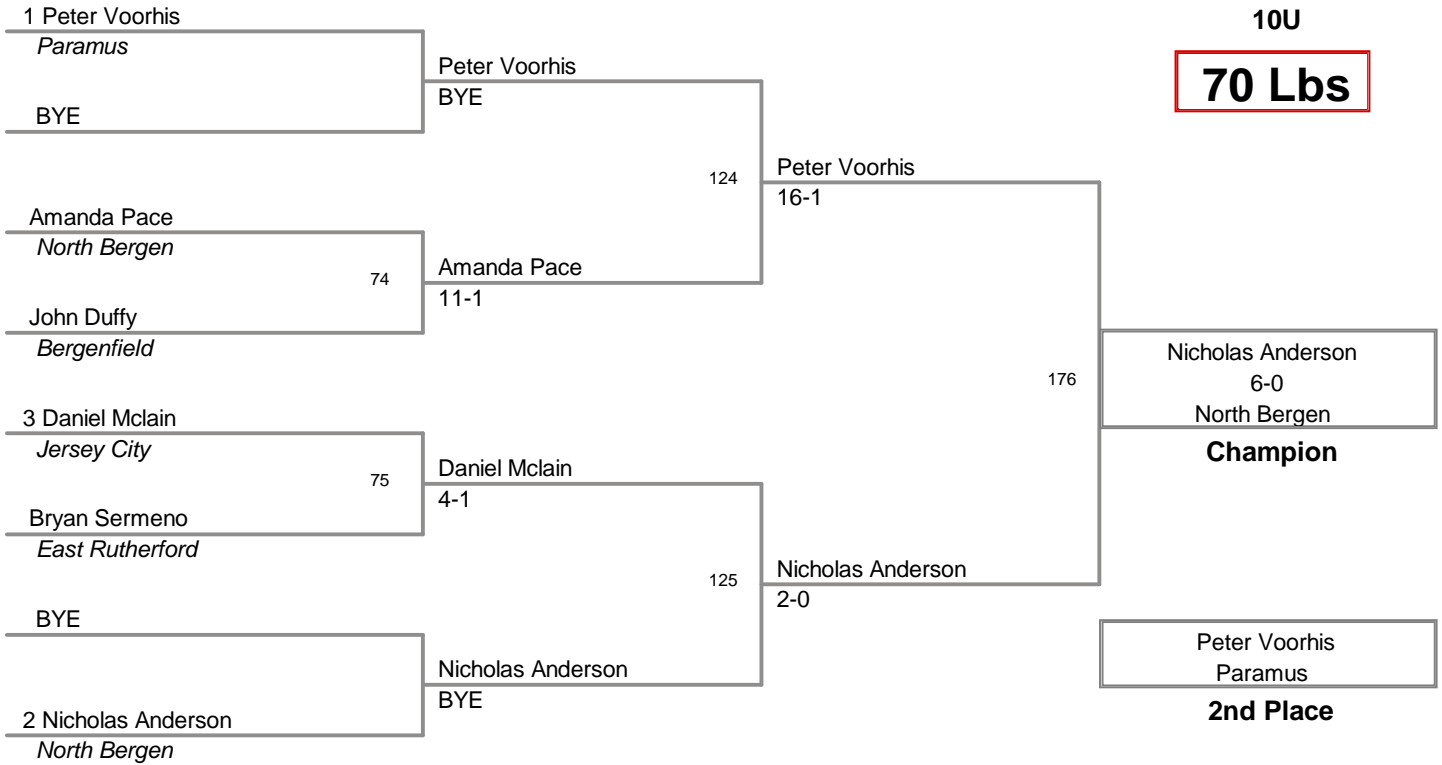 1 Peter Voorhis
Paramus
BYE
Amanda Pace
North Bergen
John Duffy
Bergenfield
3 Daniel Mclain
Jersey City
Bryan Sermeno
East Rutherford
BYE
2 Nicholas Anderson
North Bergen
Peter Voorhis
BYE
74
Amanda Pace
11-1
75
Daniel Mclain
4-1
Nicholas Anderson
BYE
124
Peter Voorhis
16-1
125
Nicholas Anderson
2-0
176
10U
70 Lbs
Nicholas Anderson
6-0
North Bergen
Champion
Peter Voorhis
Paramus
2nd Place